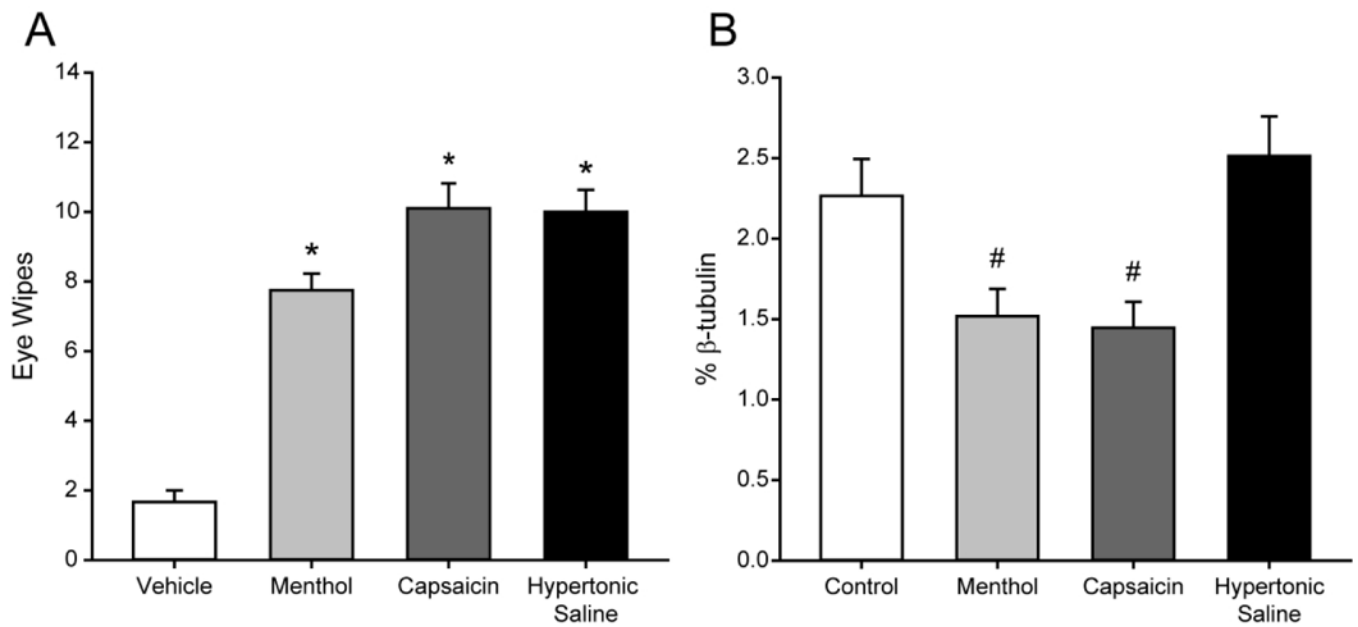 A
Eye Wipes
14
12
10
8
6
4
2
0
*
*
*
Vehicle
Menthol
Capsaicin
Hypertonic
Saline
B
% β-tubulin
3.0
2.5
2.0
1.5
1.0
0.5
0.0
#
#
Control
Menthol
Capsaicin
Hypertonic
Saline